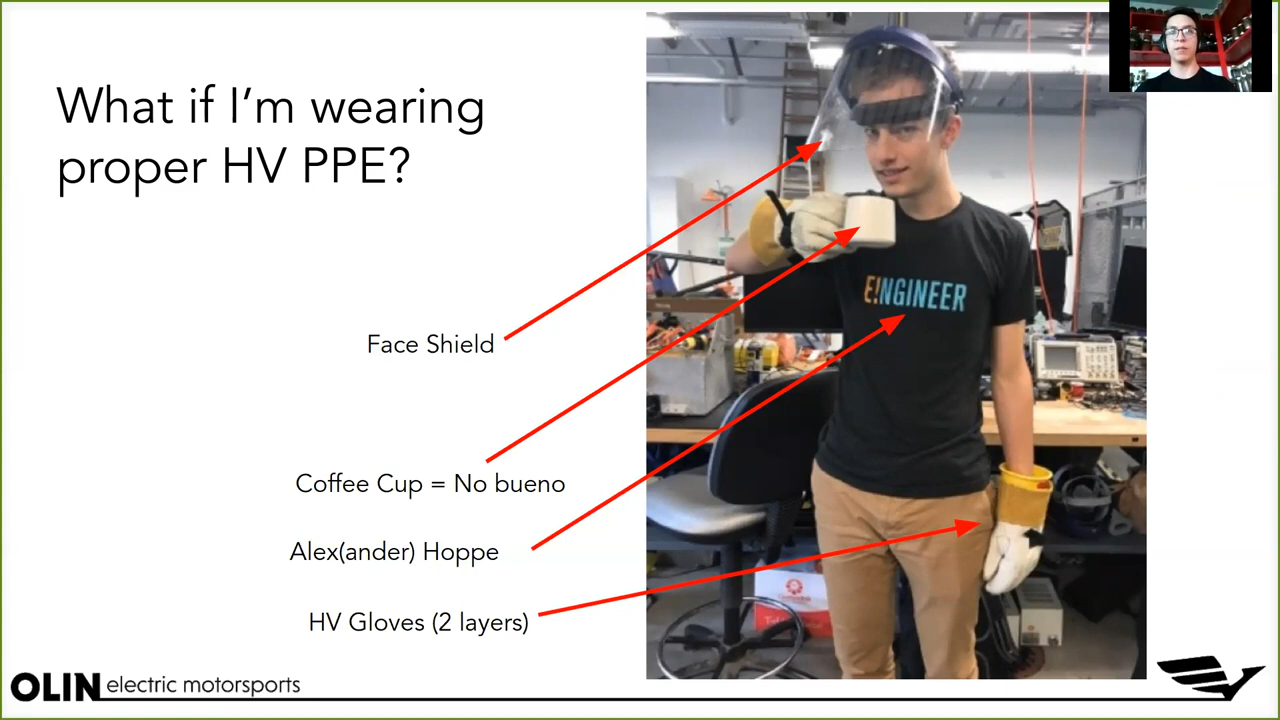 What if I'm wearing
proper HV PPE?
E!NGINEER
Face Shield
Coffee Cup = No bueno
Alex(ander) Hoppe
HV Gloves (2 layers)
OLIN electric motorsports